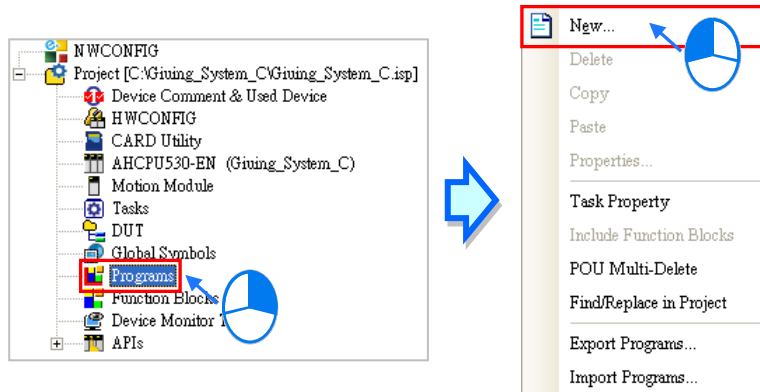 NWCONFIG
Project [C:\Giuing_System_C\Giuing_System_C.isp]
Device Comment & Used Device
HWCONFIG
CARD Utility
AHCPU530-EN (Giuing_System_C)
Motion Module
Tasks
DUT
Global Symbols
Programs
Function Blocks
Device Monitor T
APIs
New...
Delete
Copy
Paste
Properties...
Task Property
Include Function Blocks
POU Multi-Delete
Find/Replace in Project
Export Programs...
Import Programs...